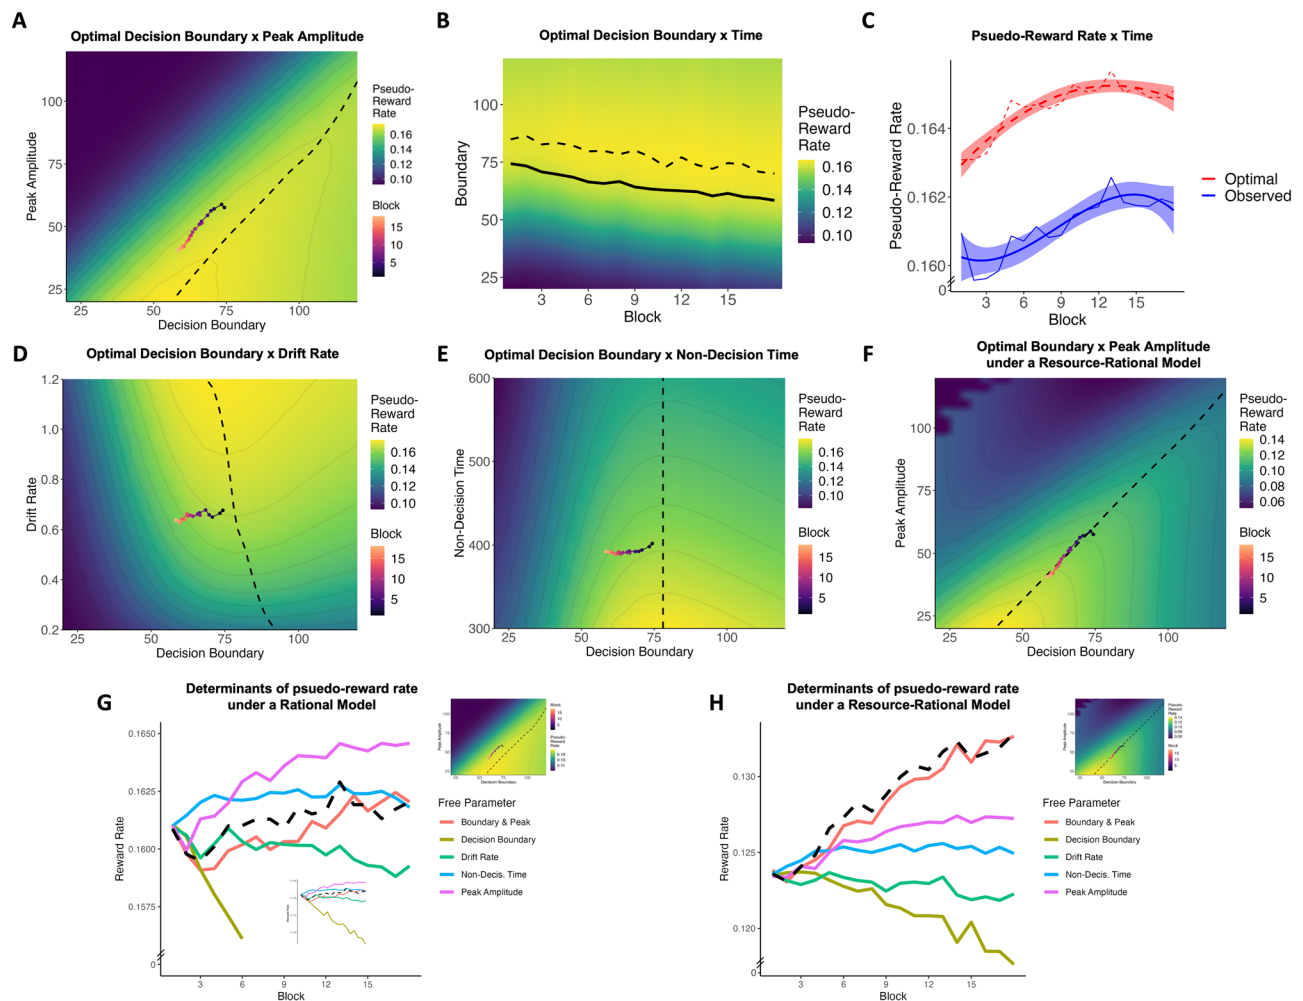 A
Optimal Decision Boundary x Peak Amplitude
Peak Amplitude
100
75
50
25
25
50
75
100
Decision Boundary
Pseudo-
Reward
Rate
0.16
0.14
0.12
0.10
Block
15
10
5
B
Optimal Decision Boundary x Time
Boundary
100
75
50
25
3
6
9
12
15
Block
Pseudo-
Reward
Rate
0.16
0.14
0.12
0.10
C
Psuedo-Reward Rate x Time
Pseudo-Reward Rate
0.164
0.162
0.160
0
3
6
9
12
15
Block
Optimal
Observed
D
Optimal Decision Boundary x Drift Rate
Drift Rate
1.2
1.0
0.8
0.6
0.4
0.2
20
50
75
100
Decision Boundary
Pseudo-
Reward
Rate
0.16
0.14
0.12
0.10
Block
15
10
5
E
Optimal Decision Boundary x Non-Decision Time
Non-Decision Time
600
500
400
300
25
50
75
100
Decision Boundary
Pseudo-
Reward
Rate
0.16
0.14
0.12
0.10
Block
15
10
5
F
Optimal Boundary x Peak Amplitude
under a Resource-Rational Model
Peak Amplitude
100
75
50
25
25
50
75
100
Decision Boundary
Pseudo-
Reward
Rate
0.14
0.12
0.10
0.08
0.06
Block
15
10
5
G
Determinants of psuedo-reward rate
under a Rational Model
Reward Rate
0.1650
0.1625
0.1600
0.1575
0
3
6
9
12
15
Block
Free Parameter
Boundary & Peak
Decision Boundary
Drift Rate
Non-Decis. Time
Peak Amplitude
H
Determinants of psuedo-reward rate
under a Resource-Rational Model
Reward Rate
0.130
0.125
0.120
0
3
6
9
12
15
Block
Free Parameter
Boundary & Peak
Decision Boundary
Drift Rate
Non-Decis. Time
Peak Amplitude